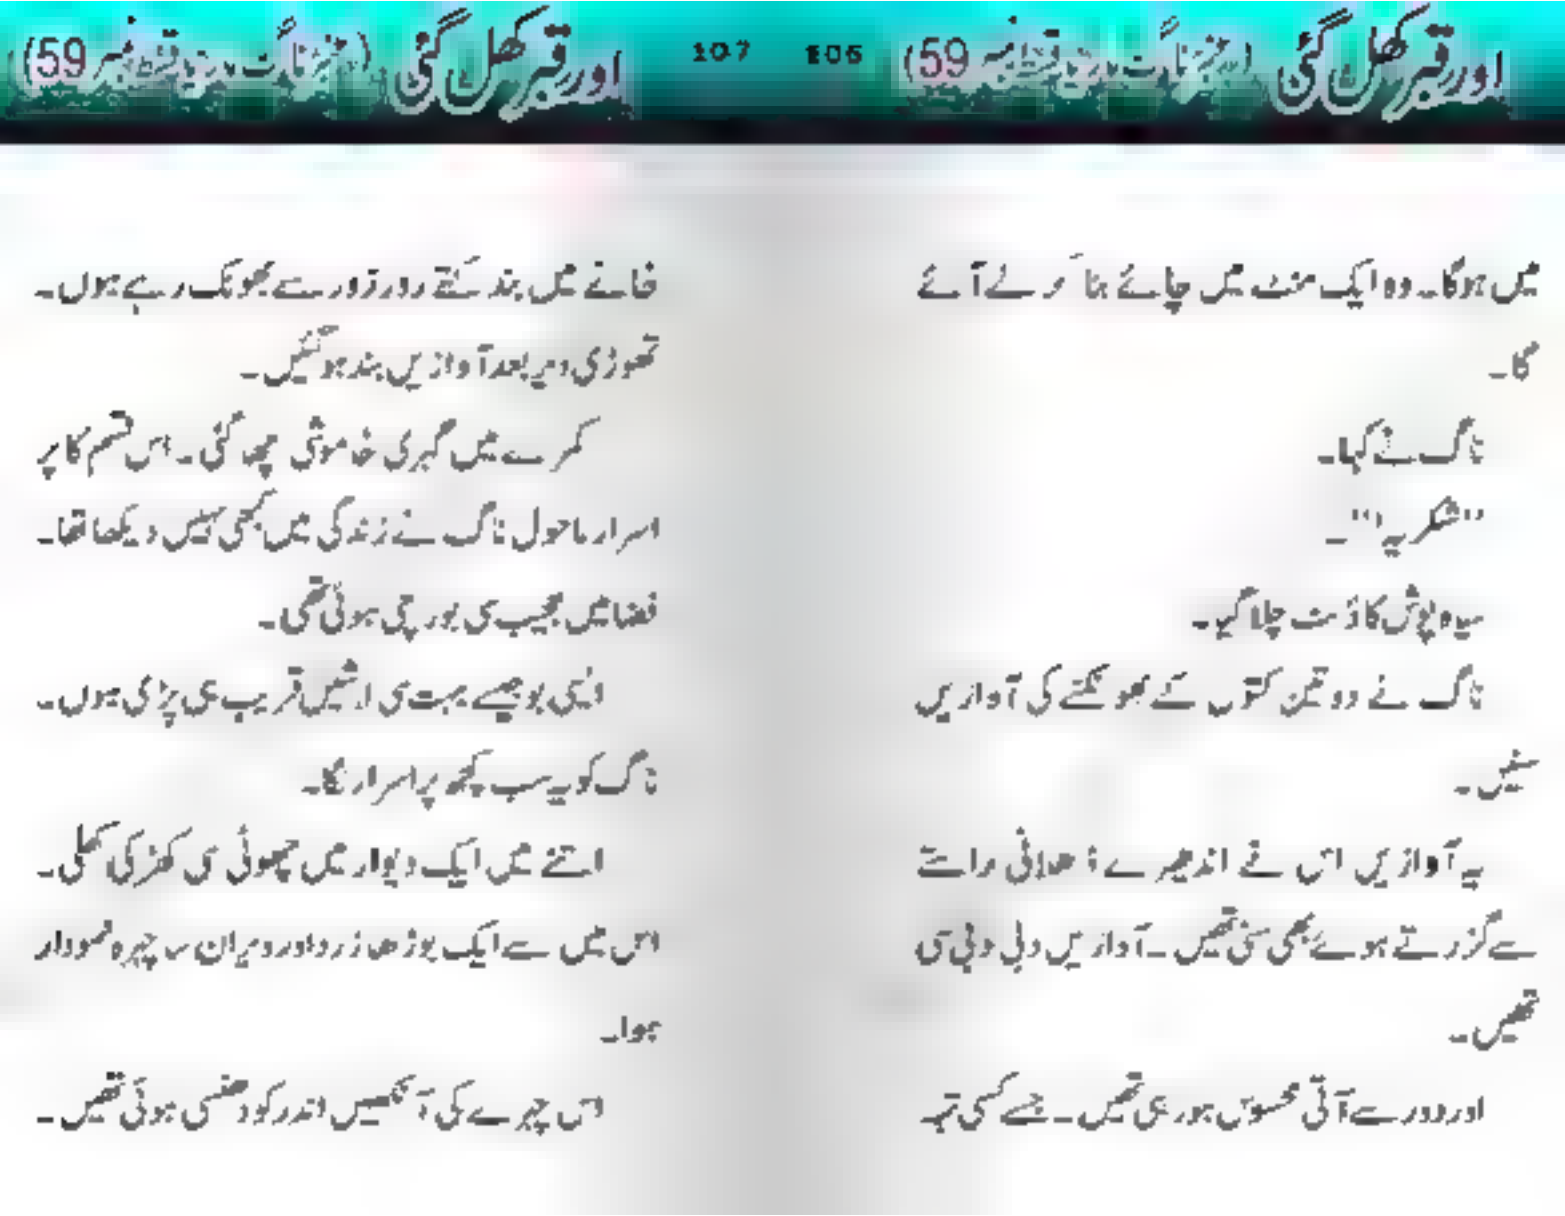 اور قبر کھل گئی (عنبر ناگ ماریا قسط نمبر 59)
106
میں ہوگا۔ وہ ایک منٹ میں چائے بنا کر لے آئے
گا۔
ناگ نے کہا۔
"شکریہ!"۔
سیاہ پوش کاؤنٹ چلا گیا۔
ناگ نے دو تین کتوں کے بھونکنے کی آوازیں
سنیں۔
یہ آوازیں اس نے اندھیرے ڈھلانی راستے
سے گزرتے ہوئے بھی سنی تھیں۔ آوازیں دبی دبی سی
تھیں۔
اور دور سے آتی محسوس ہو رہی تھیں۔ جیسے کسی تہہ
107
اور قبر کھل گئی (عنبر ناگ ماریا قسط نمبر 59)
خانے میں بند کتے زور زور سے بھونک رہے ہوں۔
تھوڑی دیر بعد آوازیں بند ہو گئیں۔
کمرے میں گہری خاموشی چھا گئی۔ اس قسم کا پر
اسرار ماحول ناگ نے زندگی میں کبھی نہیں دیکھا تھا۔
فضا میں عجیب سی بو رچی ہوئی تھی۔
ایسی بو جیسے بہت سی لاشیں قریب ہی پڑی ہوں۔
ناگ کو یہ سب کچھ پراسرار لگا۔
اتنے میں ایک دیوار میں چھوٹی سی کھڑکی کھلی۔
اس میں سے ایک بوڑھا زرد اور ویران سا چہرہ نمودار
ہوا۔
اس چہرے کی آنکھیں اندر کو دھنسی ہوئی تھیں۔